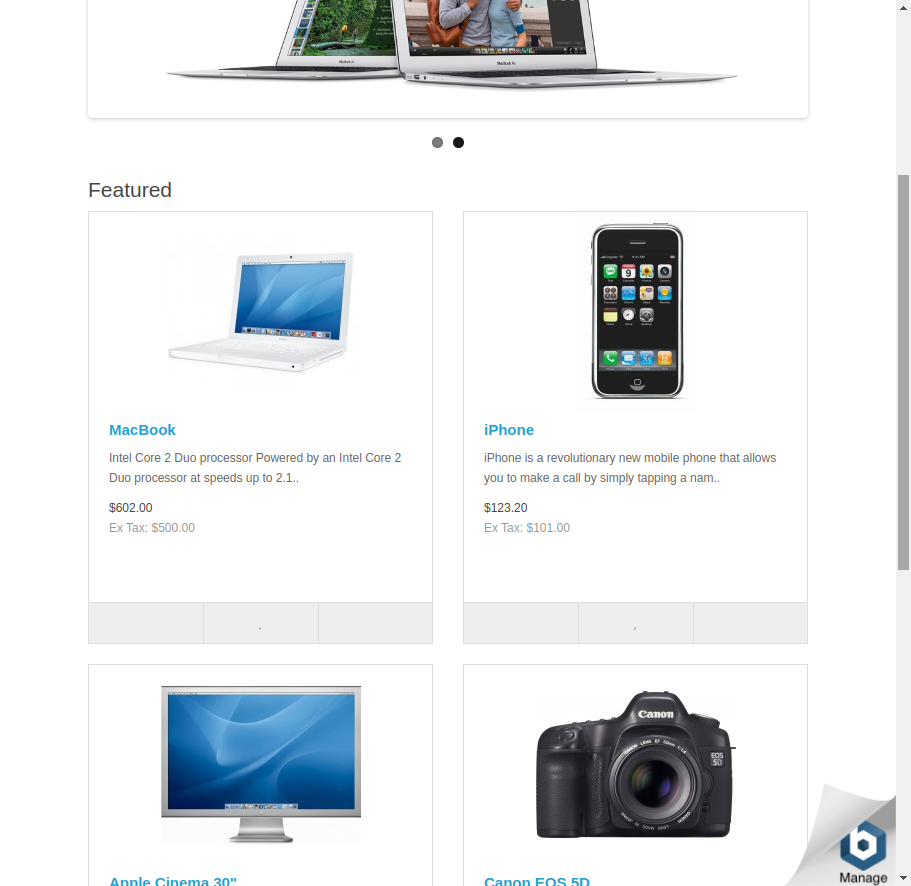 Featured
MacBook
Intel Core 2 Duo processor Powered by an Intel Core 2
Duo processor at speeds up to 2.1..
$602.00
Ex Tax: $500.00
iPhone
iPhone is a revolutionary new mobile phone that allows
you to make a call by simply tapping a nam..
$123.20
Ex Tax: $101.00
Canon
EOS
5D
Apple Cinema 30"
Canon EOS 5D
Manage